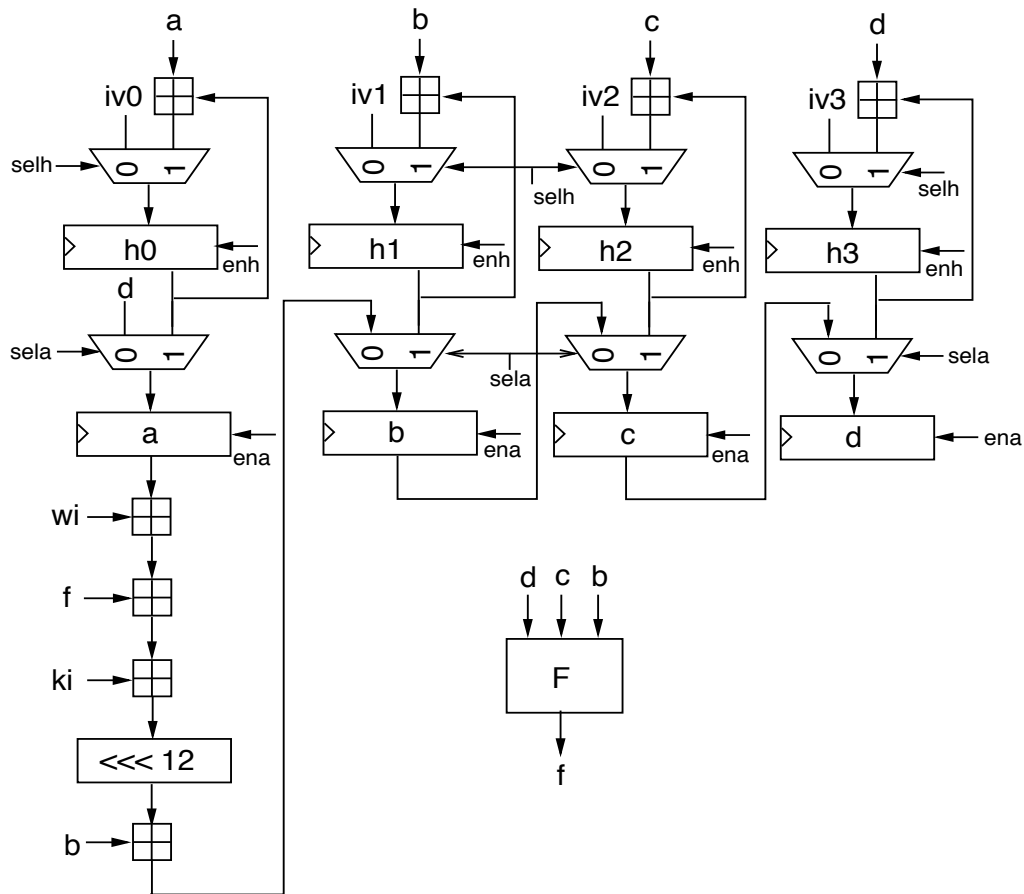 a b c d
iv0 iv1 iv2 iv3
0 1 0 1 0 1 0 1
selh selh selh
h0 h1 h2 h3
enh enh enh enh
d
0 1 0 1 0 1 0 1
sela sela sela
a b c d
ena ena ena ena
wi
f
d c b
ki
F
<<< 12
f
b